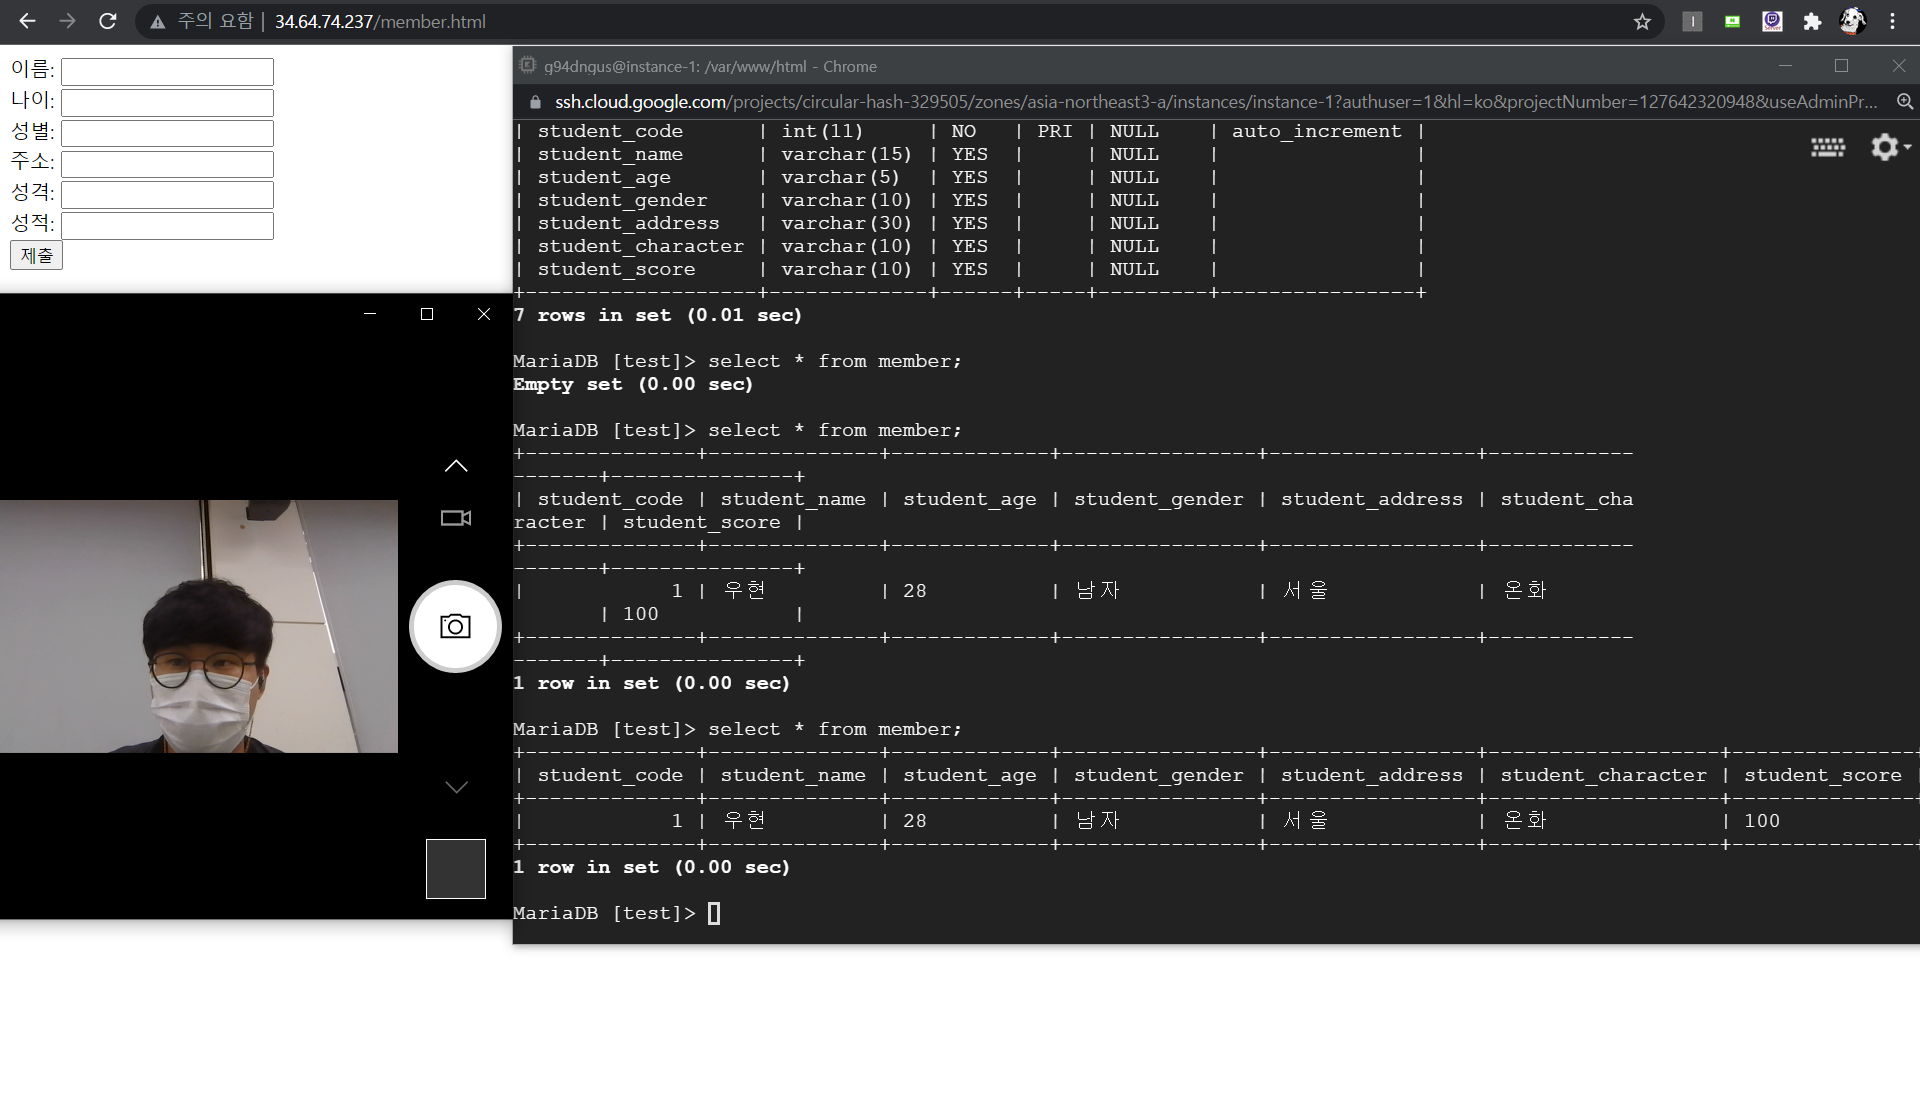 주의 요함 | 34.64.74.237/member.html
이름:
나이:
성별:
주소:
성격:
성적:
제출
g94dngus@instance-1: /var/www/html - Chrome
ssh.cloud.google.com/projects/circular-hash-329505/zones/asia-northeast3-a/instances/instance-1?authuser=1&hl=ko&projectNumber=127642320948&useAdminPr...
| student_code      | int(11)     | NO   | PRI | NULL    | auto_increment |
| student_name      | varchar(15) | YES  |     | NULL    |                |
| student_age       | varchar(5)  | YES  |     | NULL    |                |
| student_gender    | varchar(10) | YES  |     | NULL    |                |
| student_address   | varchar(30) | YES  |     | NULL    |                |
| student_character | varchar(10) | YES  |     | NULL    |                |
| student_score     | varchar(10) | YES  |     | NULL    |                |
+-------------------+-------------+------+-----+---------+----------------+
7 rows in set (0.01 sec)
MariaDB [test]> select * from member;
Empty set (0.00 sec)
MariaDB [test]> select * from member;
+--------------+--------------+-------------+----------------+-----------------+------------
-------+---------------+
| student_code | student_name | student_age | student_gender | student_address | student_cha
racter | student_score |
+--------------+--------------+-------------+----------------+-----------------+------------
-------+---------------+
|            1 | 우현         | 28          | 남자           | 서울            | 온화
       | 100           |
+--------------+--------------+-------------+----------------+-----------------+------------
-------+---------------+
1 row in set (0.00 sec)
MariaDB [test]> select * from member;
+--------------+--------------+-------------+----------------+-----------------+-------------------+---------------+
| student_code | student_name | student_age | student_gender | student_address | student_character | student_score |
+--------------+--------------+-------------+----------------+-----------------+-------------------+---------------+
|            1 | 우현         | 28          | 남자           | 서울            | 온화              | 100
+--------------+--------------+-------------+----------------+-----------------+-------------------+---------------+
1 row in set (0.00 sec)
MariaDB [test]>